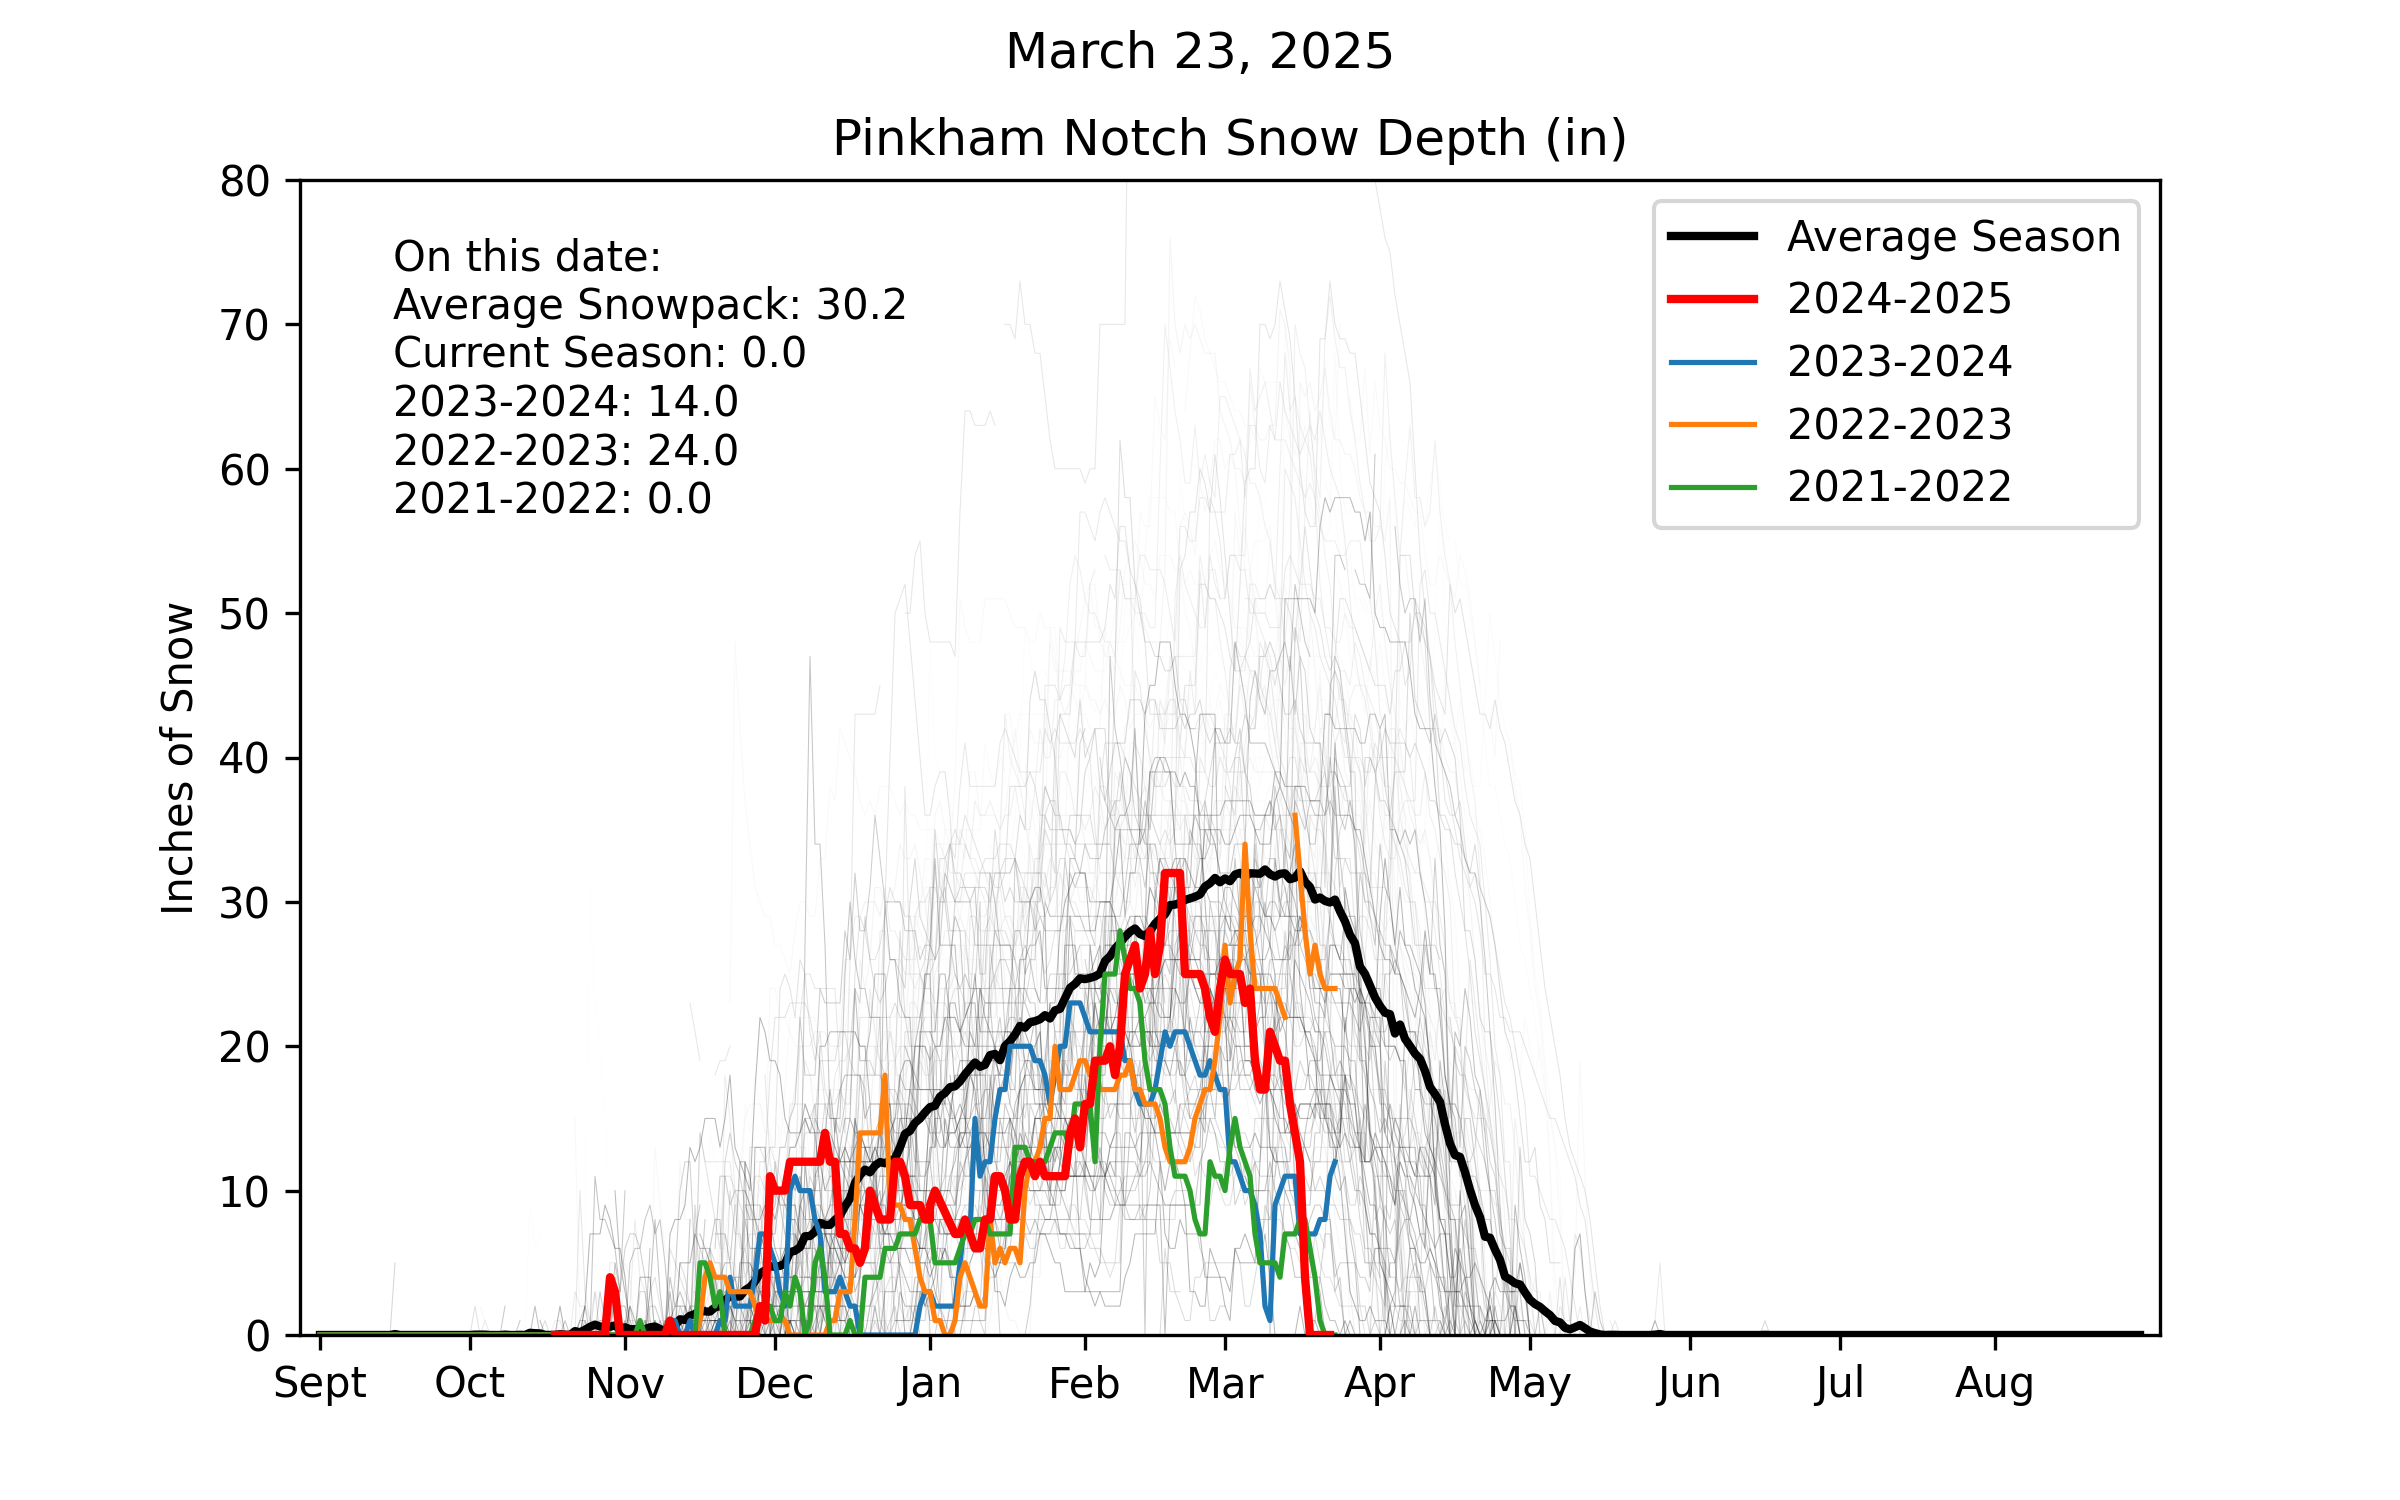 March 23, 2025
Pinkham Notch Snow Depth (in)
80
70
60
50
40
30
20
10
0
Inches of Snow
On this date:
Average Snowpack: 30.2
Current Season: 0.0
2023-2024: 14.0
2022-2023: 24.0
2021-2022: 0.0
Average Season
2024-2025
2023-2024
2022-2023
2021-2022
Sept Oct Nov Dec Jan Feb Mar Apr May Jun Jul Aug